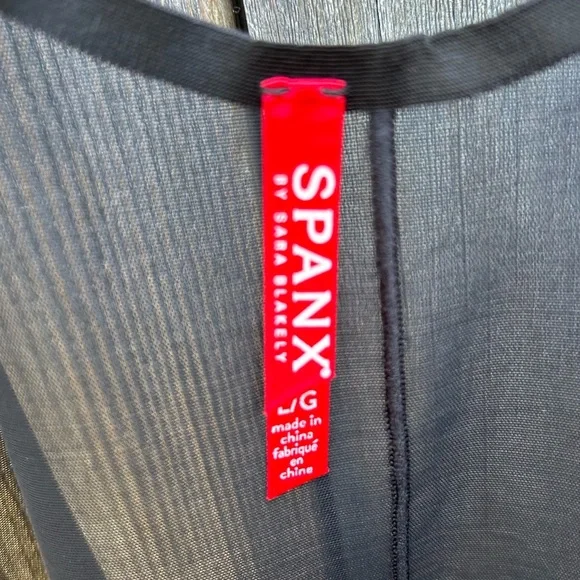 SPANX
BY SARA BLAKELY
L/G
made in
china
fabriqué
en
chine